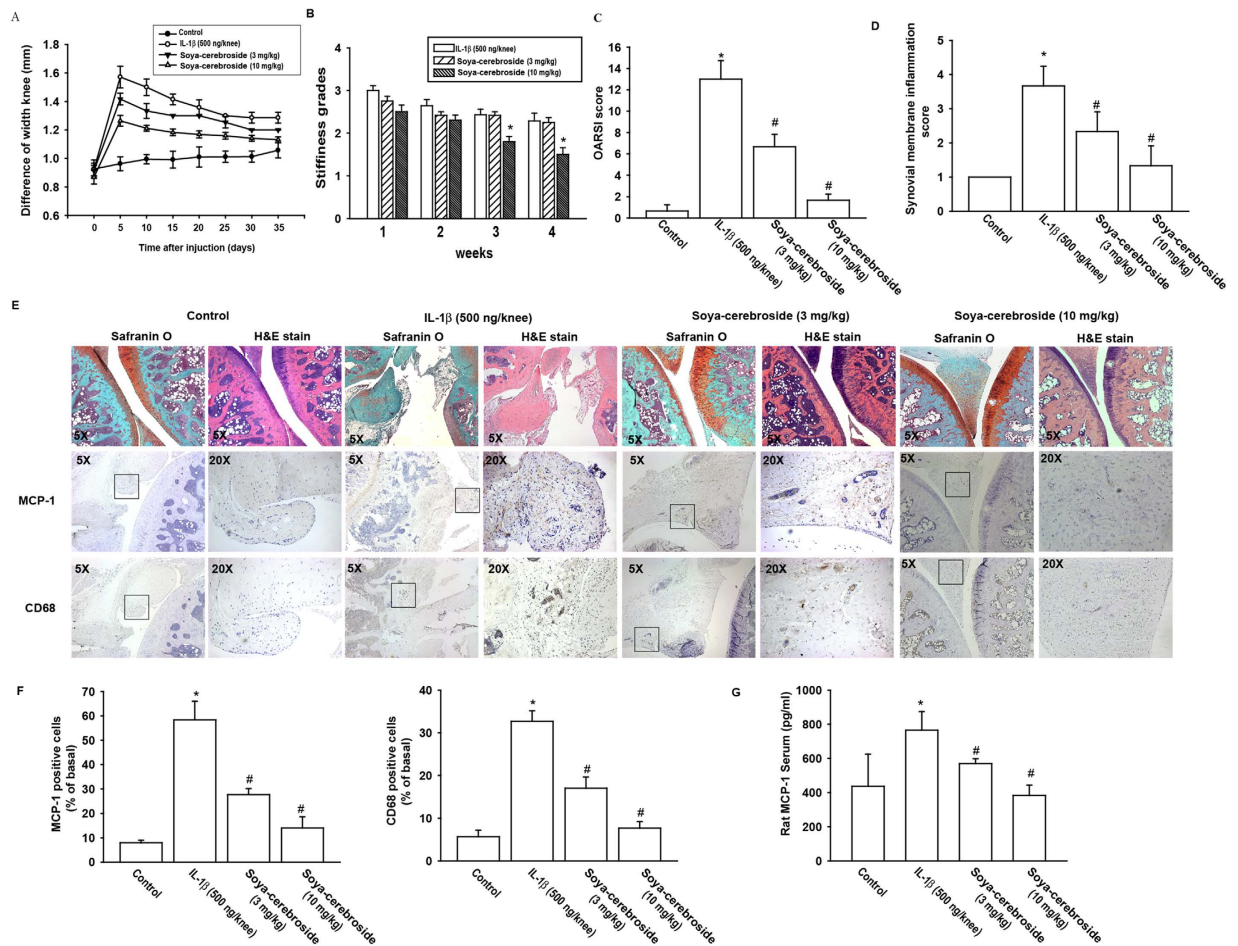 A
Control
IL-1β (500 ng/knee)
Soya-cerebroside (3 mg/kg)
Soya-cerebroside (10 mg/kg)
Difference of width knee (mm)
1.8
1.6
1.4
1.2
1.0
0.8
0.6
0 5 10 15 20 25 30 35
Time after injection (days)
B
IL-1β (500 ng/knee)
Soya-cerebroside (3 mg/kg)
Soya-cerebroside (10 mg/kg)
Stiffiness grades
4
3
2
1
0
* *
1 2 3 4
weeks
C
OARSI score
16
14
12
10
8
6
4
2
0
*
#
#
Control
IL-1β (500 ng/knee)
Soya-cerebroside
(3 mg/kg)
Soya-cerebroside
(10 mg/kg)
D
Synovial membrane inflammation
score
5
4
3
2
1
0
*
#
#
Control
IL-1β (500 ng/knee)
Soya-cerebroside
(3 mg/kg)
Soya-cerebroside
(10 mg/kg)
E
Control IL-1β (500 ng/knee) Soya-cerebroside (3 mg/kg) Soya-cerebroside (10 mg/kg)
Safranin O H&E stain Safranin O H&E stain Safranin O H&E stain Safranin O H&E stain
5X 5X 5X 5X 5X 5X 5X 5X
MCP-1
5X 20X 5X 20X 5X 20X 5X 20X
CD68
5X 20X 5X 20X 5X 20X 5X 20X
F
MCP-1 positive cells
(% of basal)
70
60
50
40
30
20
10
0
*
#
#
Control
IL-1β (500 ng/knee)
Soya-cerebroside
(3 mg/kg)
Soya-cerebroside
(10 mg/kg)
CD68 positive cells
(% of basal)
40
30
20
10
0
*
#
#
Control
IL-1β (500 ng/knee)
Soya-cerebroside
(3 mg/kg)
Soya-cerebroside
(10 mg/kg)
G
Rat MCP-1 Serum (pg/ml)
1000
800
600
400
200
0
*
#
#
Control
IL-1β (500 ng/knee)
Soya-cerebroside
(3 mg/kg)
Soya-cerebroside
(10 mg/kg)